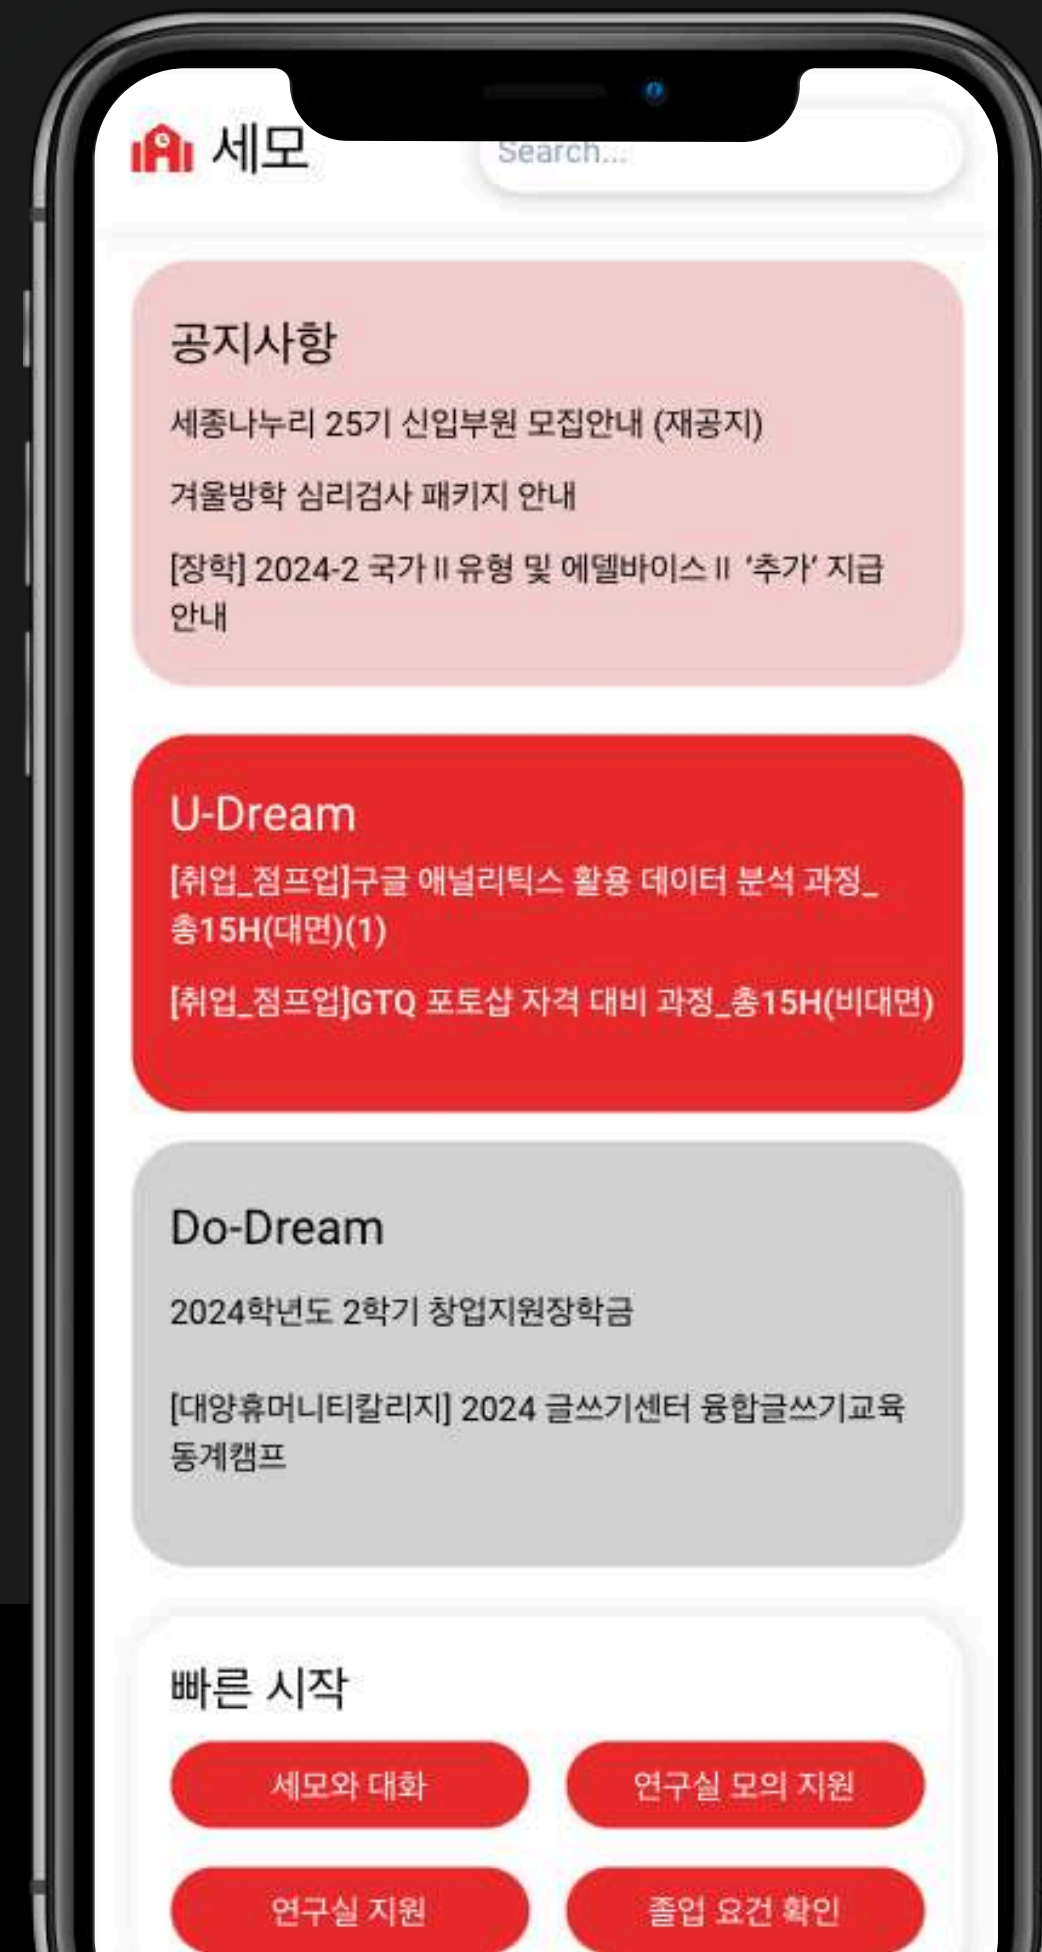 세모
Search...
공지사항
세종나누리 25기 신입부원 모집안내 (재공지)
겨울방학 심리검사 패키지 안내
[장학] 2024-2 국가Ⅱ유형 및 에델바이스Ⅱ ‘추가’ 지급
안내
U-Dream
[취업_점프업]구글 애널리틱스 활용 데이터 분석 과정_
총15H(대면)(1)
[취업_점프업]GTQ 포토샵 자격 대비 과정_총15H(비대면)
Do-Dream
2024학년도 2학기 창업지원장학금
[대양휴머니티칼리지] 2024 글쓰기센터 융합글쓰기교육
동계캠프
빠른 시작
세모와 대화
연구실 모의 지원
연구실 지원
졸업 요건 확인